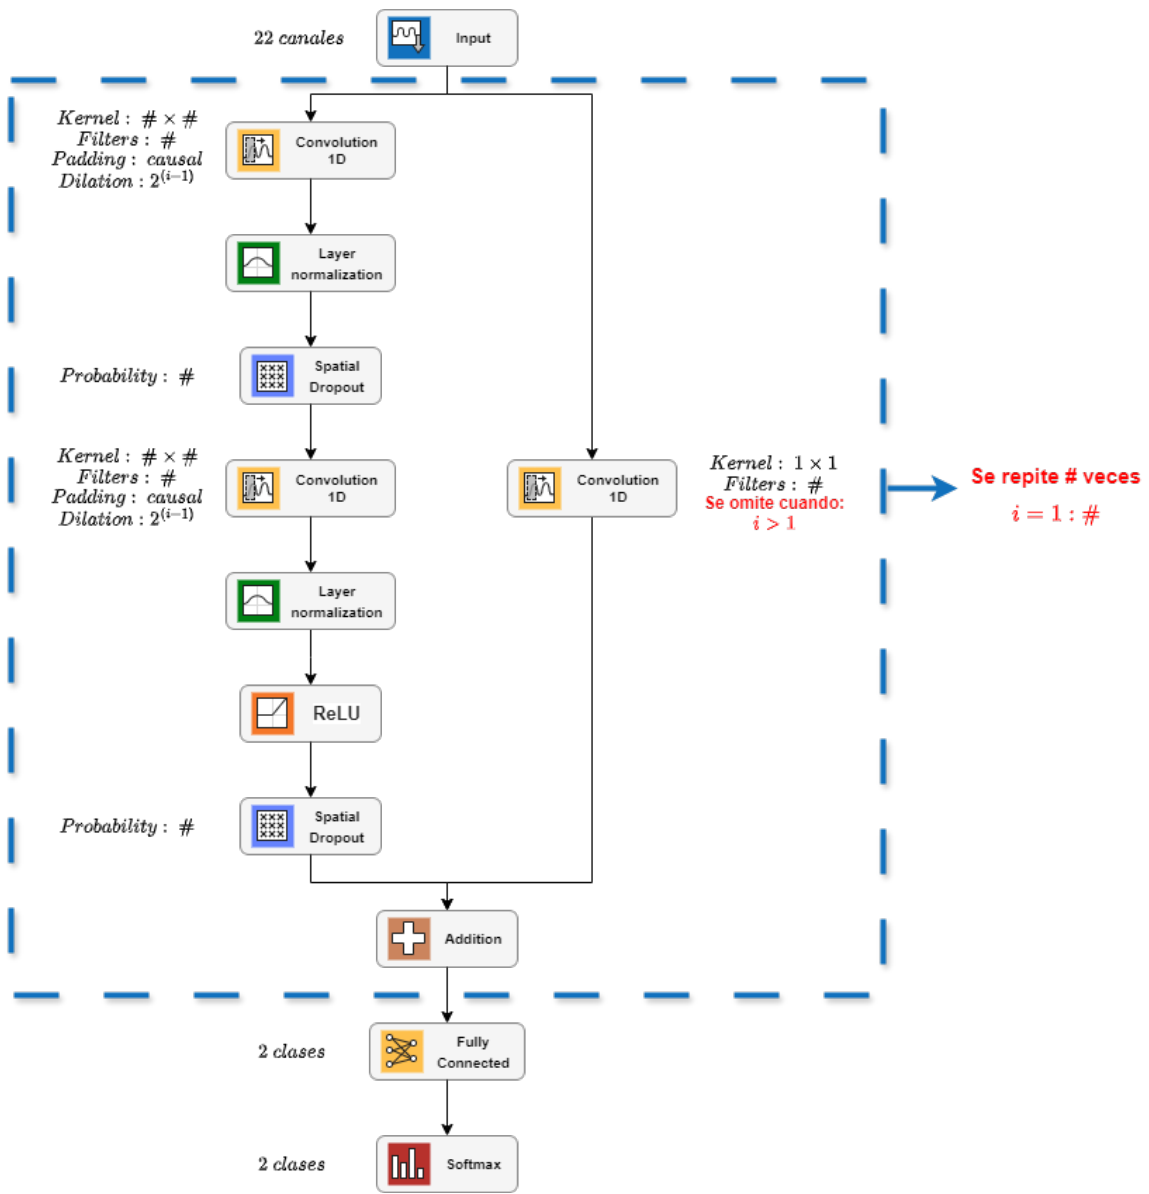 22 canales
Input
Kernel : # × #
Filters : #
Padding : causal
Dilation : 2^(i−1)
Convolution
1D
Layer
normalization
Probability : #
Spatial
Dropout
Kernel : # × #
Filters : #
Padding : causal
Dilation : 2^(i−1)
Convolution
1D
Convolution
1D
Kernel : 1 × 1
Filters : #
Se omite cuando:
i > 1
Se repite # veces
i = 1 : #
Layer
normalization
ReLU
Probability : #
Spatial
Dropout
Addition
2 clases
Fully
Connected
2 clases
Softmax